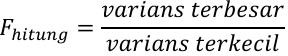 F_hitung = varians terbesar / varians terkecil